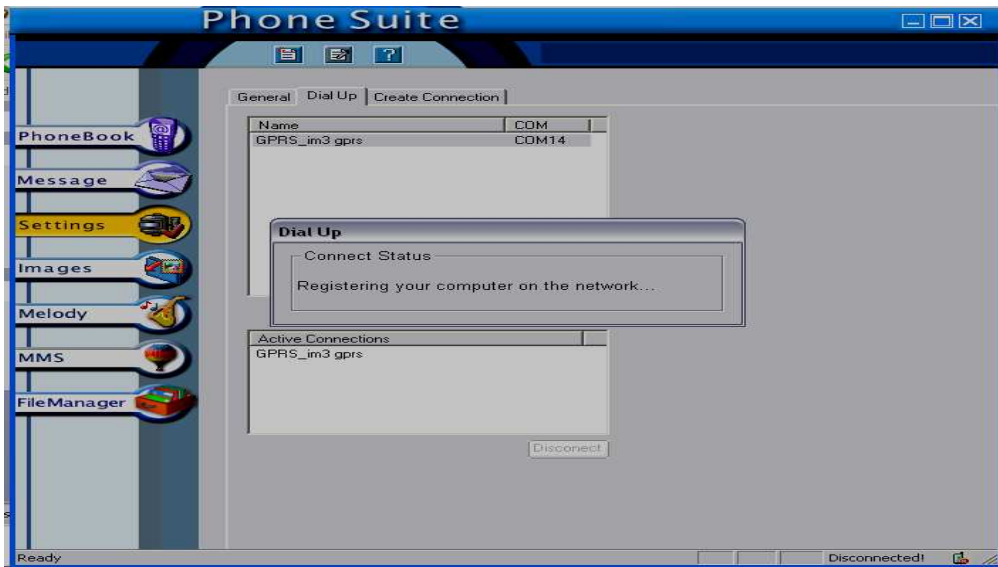 Phone Suite
General Dial Up Create Connection
PhoneBook
Message
Settings
Images
Melody
MMS
FileManager
Name COM
GPRS_im3 gprs COM14
Dial Up
Connect Status
Registering your computer on the network...
Active Connections
GPRS_im3 gprs
Disconect
Ready Disconnected!